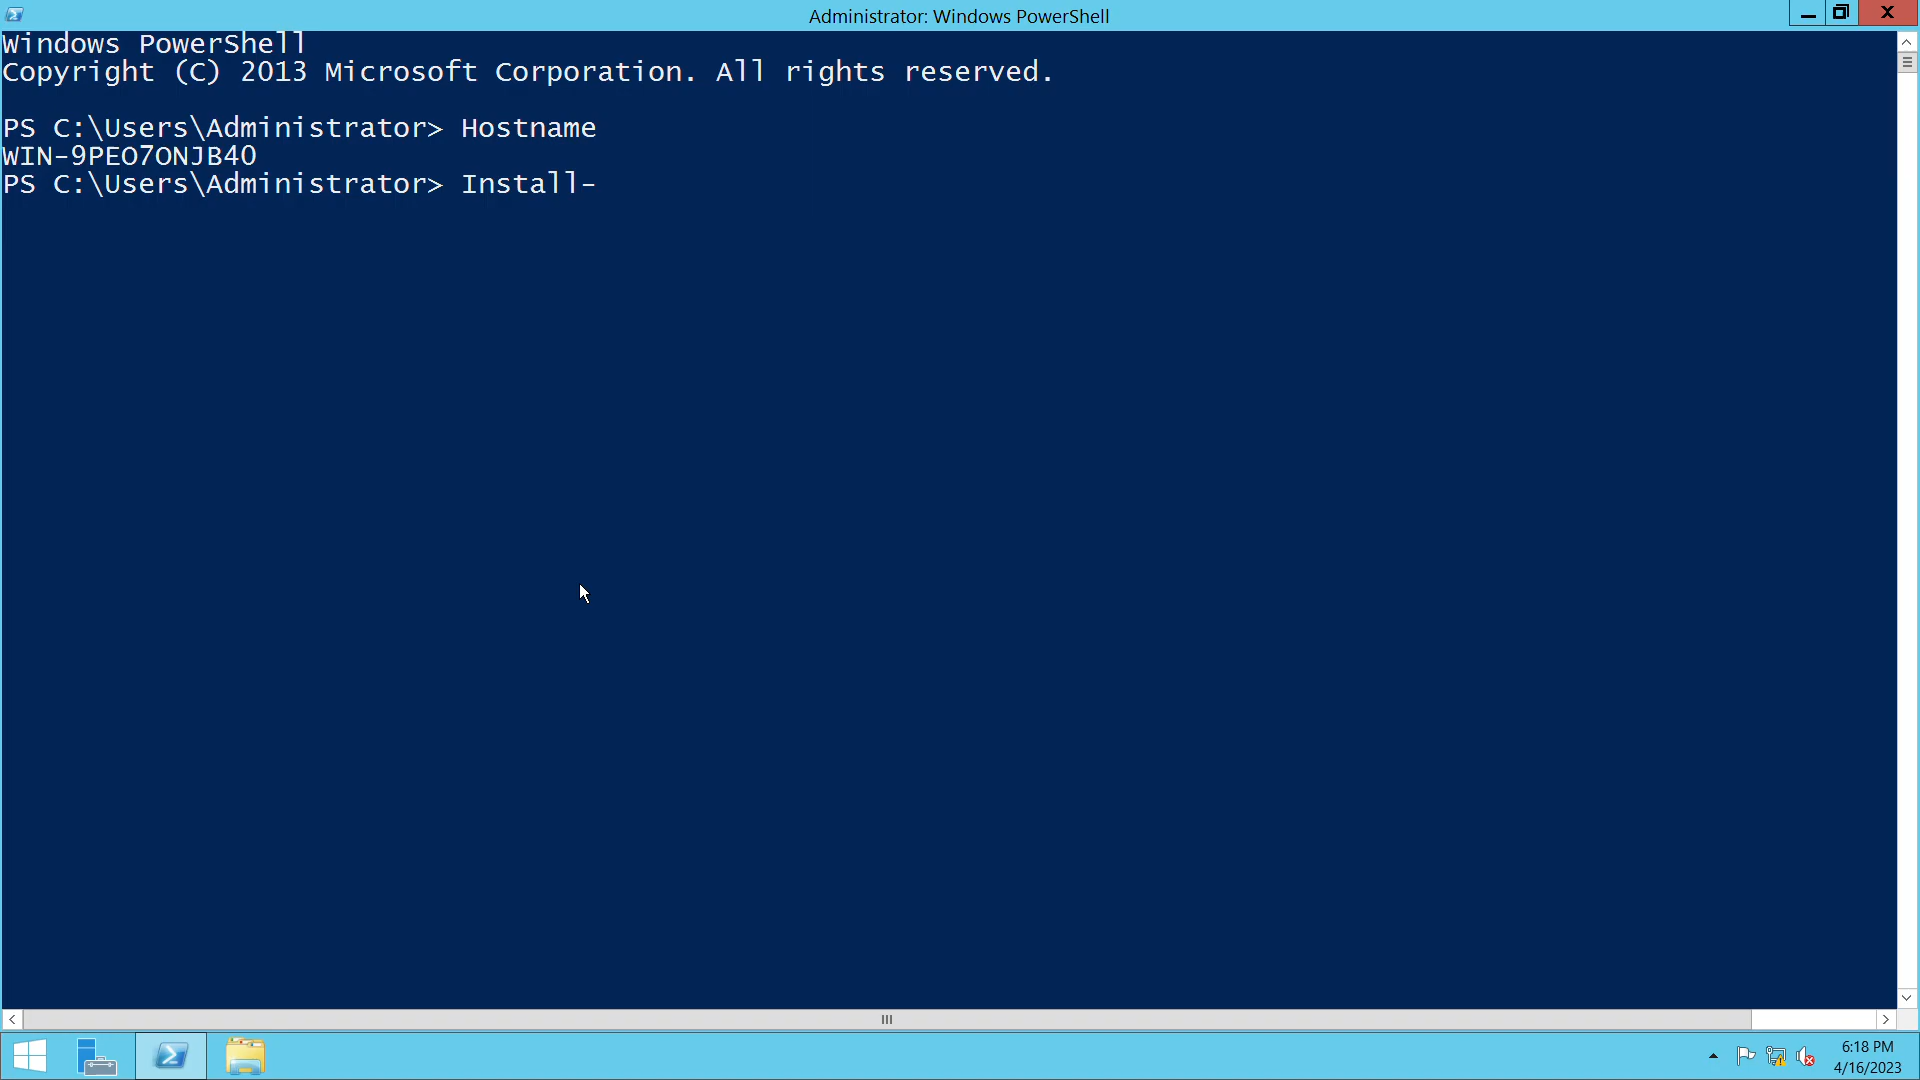 Administrator: Windows PowerShell
Windows PowerShell
Copyright (C) 2013 Microsoft Corporation. All rights reserved.
PS C:\Users\Administrator> Hostname
WIN-9PEO7ONJB4O
PS C:\Users\Administrator> Install-
6:18 PM
4/16/2023